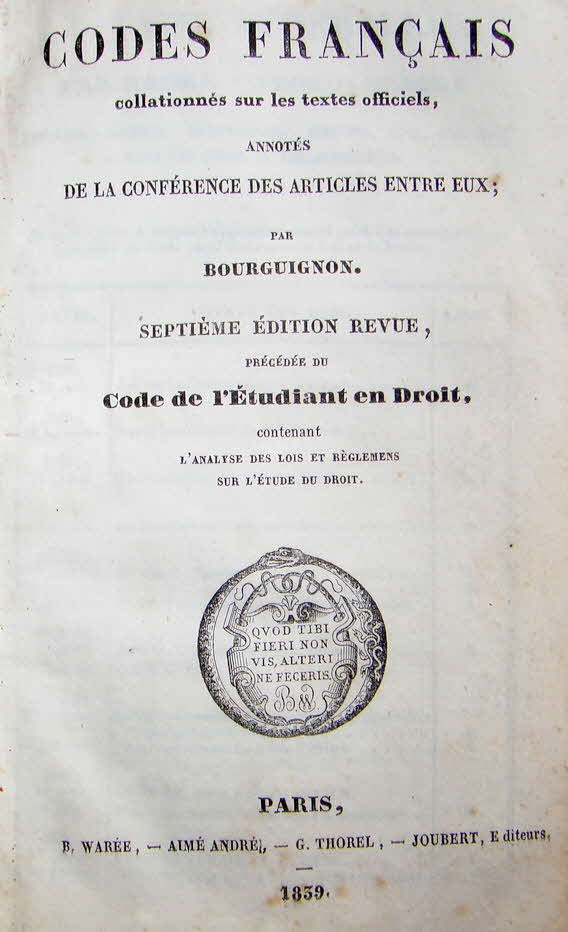 CODES FRANÇAIS
collationnés sur les textes officiels,
ANNOTÉS
DE LA CONFÉRENCE DES ARTICLES ENTRE EUX;
PAR
BOURGUIGNON.
SEPTIÈME ÉDITION REVUE,
PRÉCÉDÉE DU
Code de l'Étudiant en Droit,
contenant
L'ANALYSE DES LOIS ET RÈGLEMENS
SUR L'ÉTUDE DU DROIT.
QVOD TIBI
FIERI NON
VIS, ALTERI
NE FECERIS.
B.W
PARIS,
B. WARÉE, — AIMÉ ANDRÉ, — G. THOREL, — JOUBERT, Editeurs,
1839.